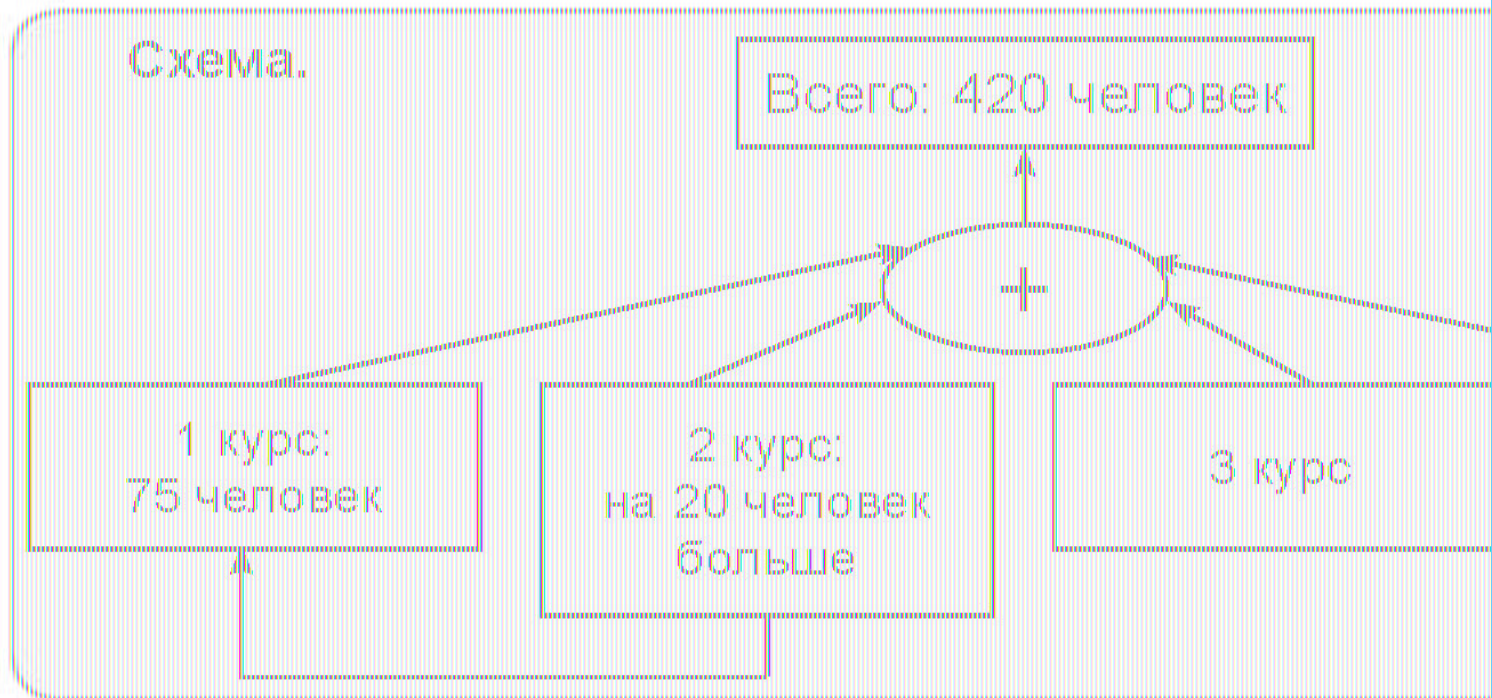 Схема.
Всего: 420 человек
+
1 курс:
75 человек
2 курс:
на 20 человек
больше
3 курс